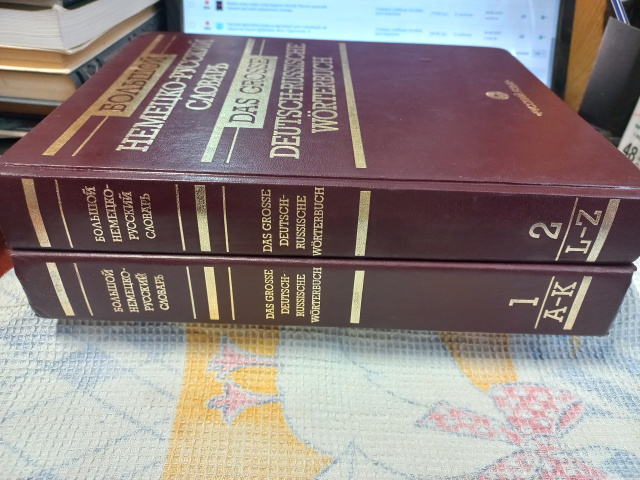 БОЛЬШОЙ
НЕМЕЦКО-РУССКИЙ
СЛОВАРЬ
DAS GROSSE
DEUTSCH-RUSSISCHE
WÖRTERBUCH
БОЛЬШОЙ
НЕМЕЦКО-
РУССКИЙ
СЛОВАРЬ
DAS GROSSE
DEUTSCH-
RUSSISCHE
WÖRTERBUCH
2
L-Z
БОЛЬШОЙ
НЕМЕЦКО-
РУССКИЙ
СЛОВАРЬ
DAS GROSSE
DEUTSCH-
RUSSISCHE
WÖRTERBUCH
1
A-K
48